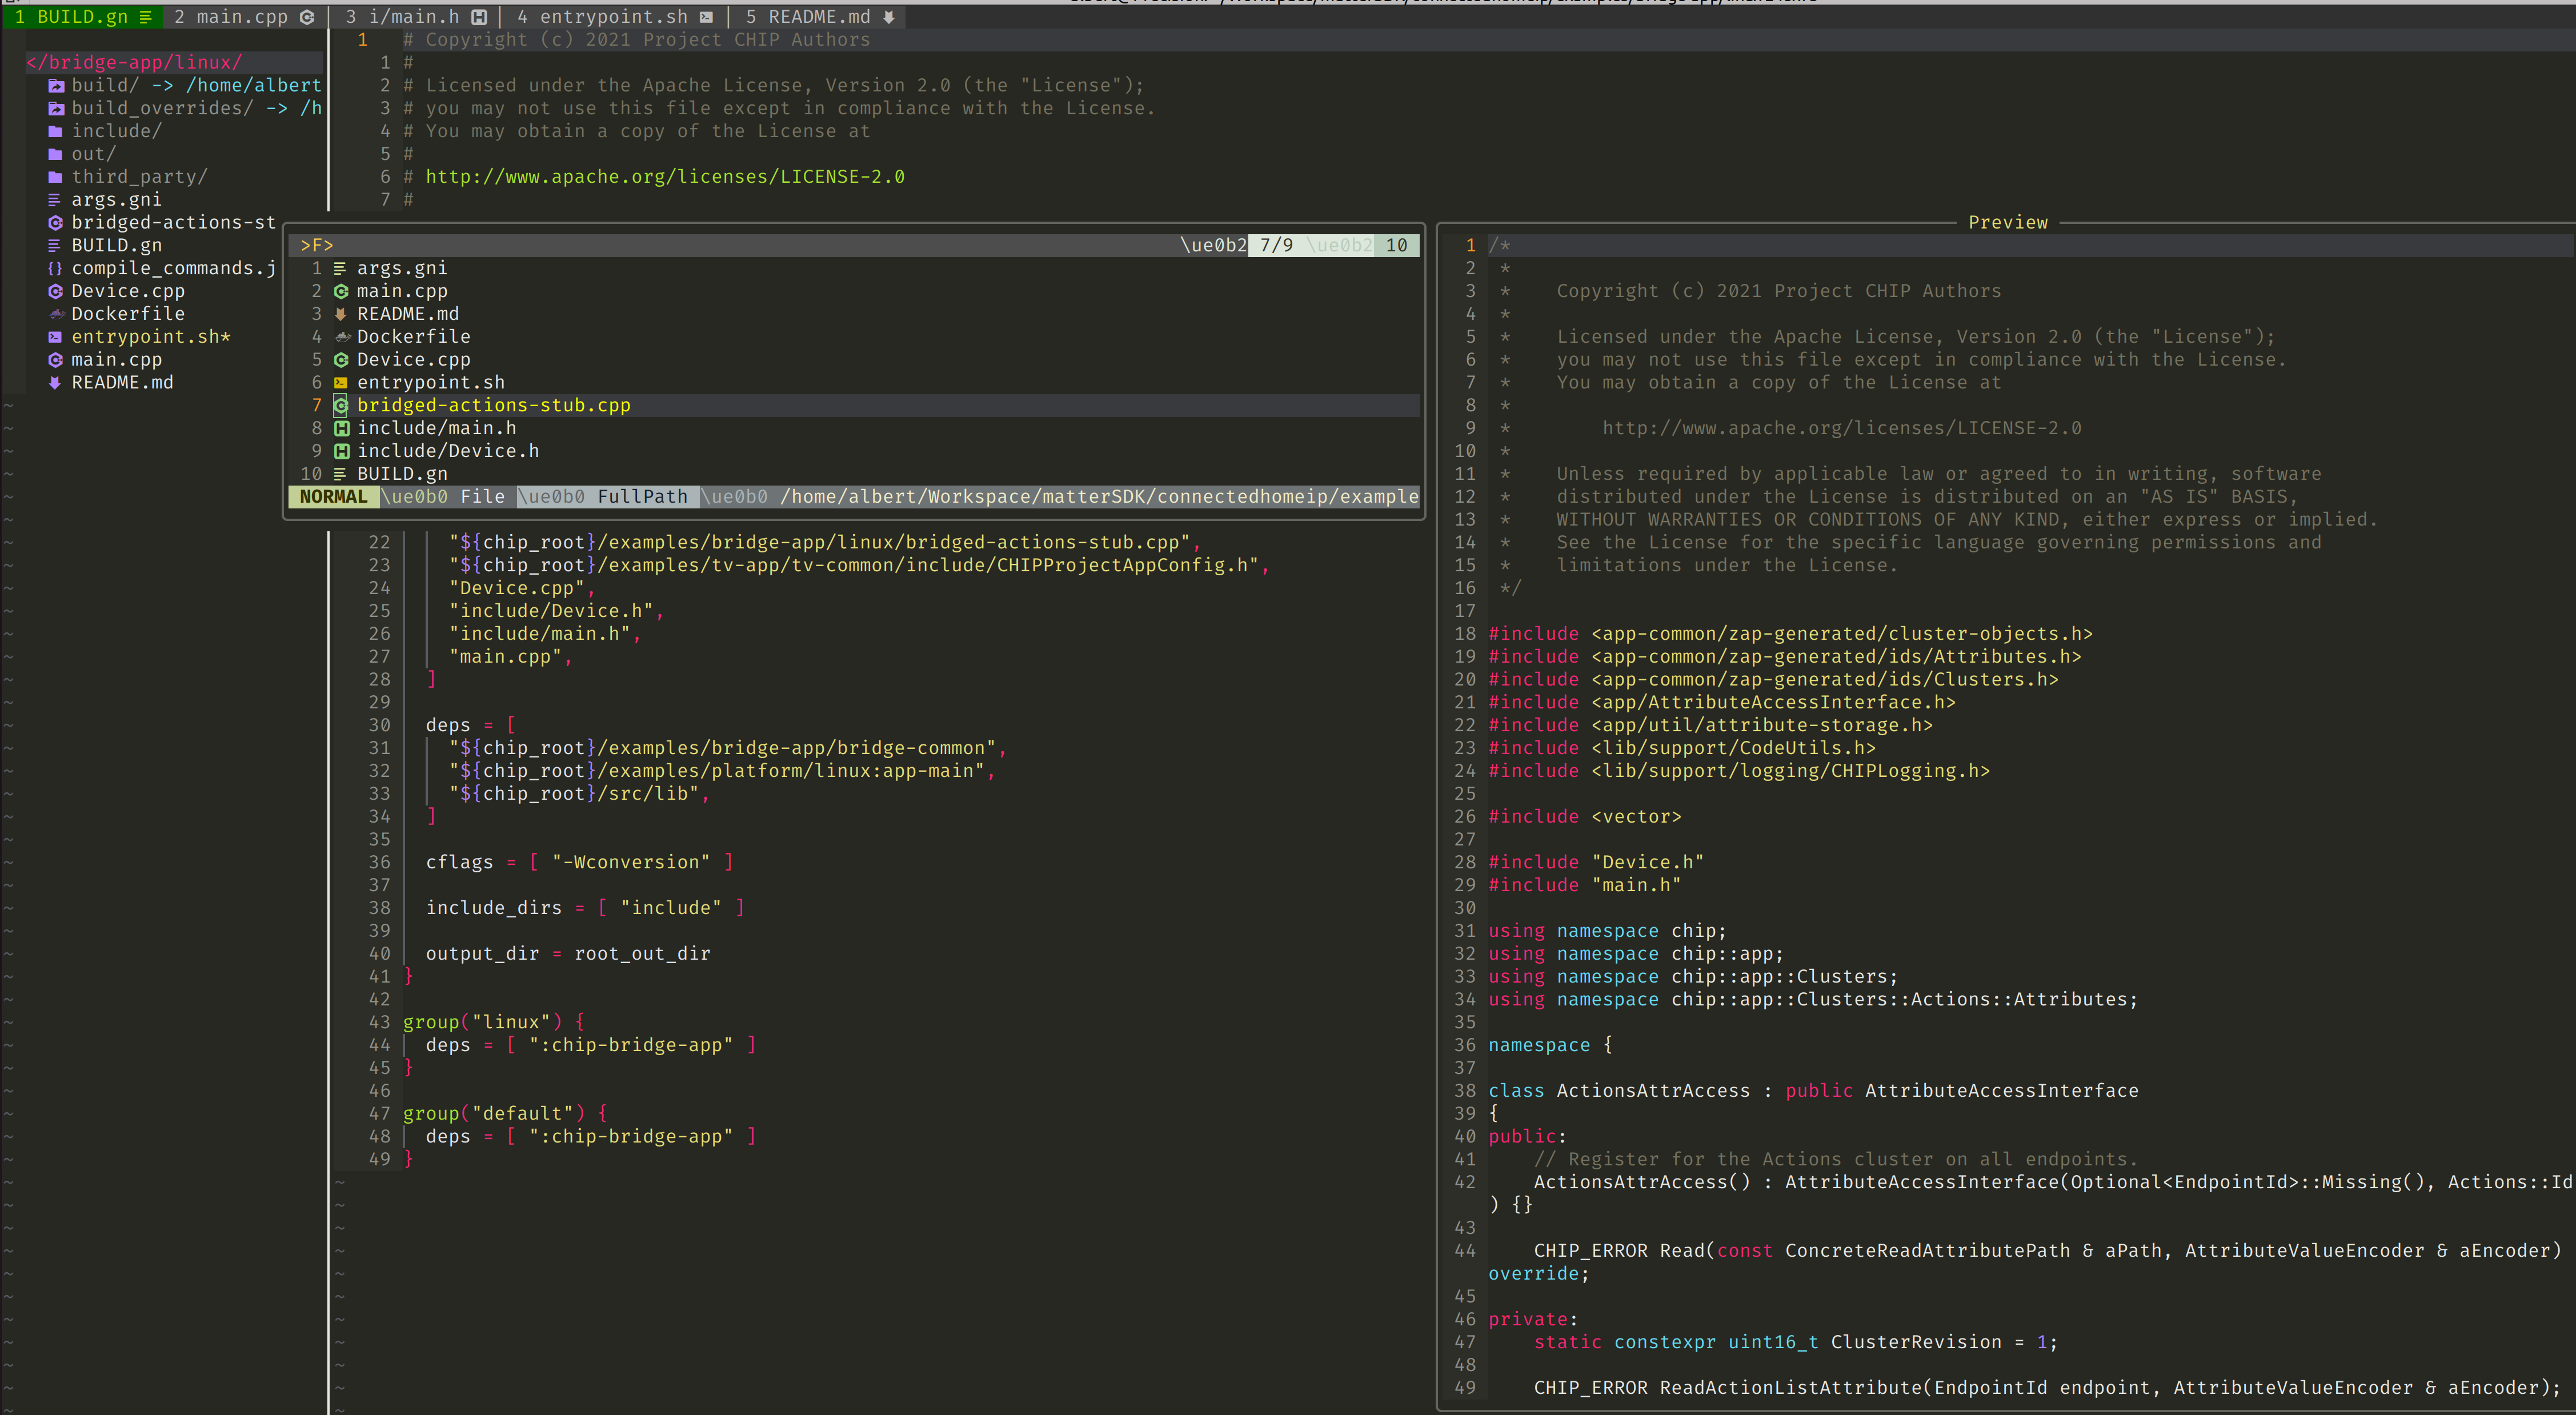 1 BUILD.gn 2 main.cpp 3 i/main.h 4 entrypoint.sh 5 README.md
</bridge-app/linux/
build/ -> /home/albert
build_overrides/ -> /h
include/
out/
third_party/
args.gni
bridged-actions-st
BUILD.gn
compile_commands.j
Device.cpp
Dockerfile
entrypoint.sh*
main.cpp
README.md
1 # Copyright (c) 2021 Project CHIP Authors
1 #
2 # Licensed under the Apache License, Version 2.0 (the "License");
3 # you may not use this file except in compliance with the License.
4 # You may obtain a copy of the License at
5 #
6 # http://www.apache.org/licenses/LICENSE-2.0
7 #
>F> \ue0b2 7/9 \ue0b2 10
1 args.gni
2 main.cpp
3 README.md
4 Dockerfile
5 Device.cpp
6 entrypoint.sh
7 bridged-actions-stub.cpp
8 include/main.h
9 include/Device.h
10 BUILD.gn
NORMAL \ue0b0 File \ue0b0 FullPath \ue0b0 /home/albert/Workspace/matterSDK/connectedhomeip/example
22 "${chip_root}/examples/bridge-app/linux/bridged-actions-stub.cpp",
23 "${chip_root}/examples/tv-app/tv-common/include/CHIPProjectAppConfig.h",
24 "Device.cpp",
25 "include/Device.h",
26 "include/main.h",
27 "main.cpp",
28 ]
29
30 deps = [
31 "${chip_root}/examples/bridge-app/bridge-common",
32 "${chip_root}/examples/platform/linux:app-main",
33 "${chip_root}/src/lib",
34 ]
35
36 cflags = [ "-Wconversion" ]
37
38 include_dirs = [ "include" ]
39
40 output_dir = root_out_dir
41 }
42
43 group("linux") {
44 deps = [ ":chip-bridge-app" ]
45 }
46
47 group("default") {
48 deps = [ ":chip-bridge-app" ]
49 }
Preview
1 /*
2 *
3 * Copyright (c) 2021 Project CHIP Authors
4 *
5 * Licensed under the Apache License, Version 2.0 (the "License");
6 * you may not use this file except in compliance with the License.
7 * You may obtain a copy of the License at
8 *
9 * http://www.apache.org/licenses/LICENSE-2.0
10 *
11 * Unless required by applicable law or agreed to in writing, software
12 * distributed under the License is distributed on an "AS IS" BASIS,
13 * WITHOUT WARRANTIES OR CONDITIONS OF ANY KIND, either express or implied.
14 * See the License for the specific language governing permissions and
15 * limitations under the License.
16 */
17
18 #include <app-common/zap-generated/cluster-objects.h>
19 #include <app-common/zap-generated/ids/Attributes.h>
20 #include <app-common/zap-generated/ids/Clusters.h>
21 #include <app/AttributeAccessInterface.h>
22 #include <app/util/attribute-storage.h>
23 #include <lib/support/CodeUtils.h>
24 #include <lib/support/logging/CHIPLogging.h>
25
26 #include <vector>
27
28 #include "Device.h"
29 #include "main.h"
30
31 using namespace chip;
32 using namespace chip::app;
33 using namespace chip::app::Clusters;
34 using namespace chip::app::Clusters::Actions::Attributes;
35
36 namespace {
37
38 class ActionsAttrAccess : public AttributeAccessInterface
39 {
40 public:
41 // Register for the Actions cluster on all endpoints.
42 ActionsAttrAccess() : AttributeAccessInterface(Optional<EndpointId>::Missing(), Actions::Id
) {}
43
44 CHIP_ERROR Read(const ConcreteReadAttributePath & aPath, AttributeValueEncoder & aEncoder)
override;
45
46 private:
47 static constexpr uint16_t ClusterRevision = 1;
48
49 CHIP_ERROR ReadActionListAttribute(EndpointId endpoint, AttributeValueEncoder & aEncoder);